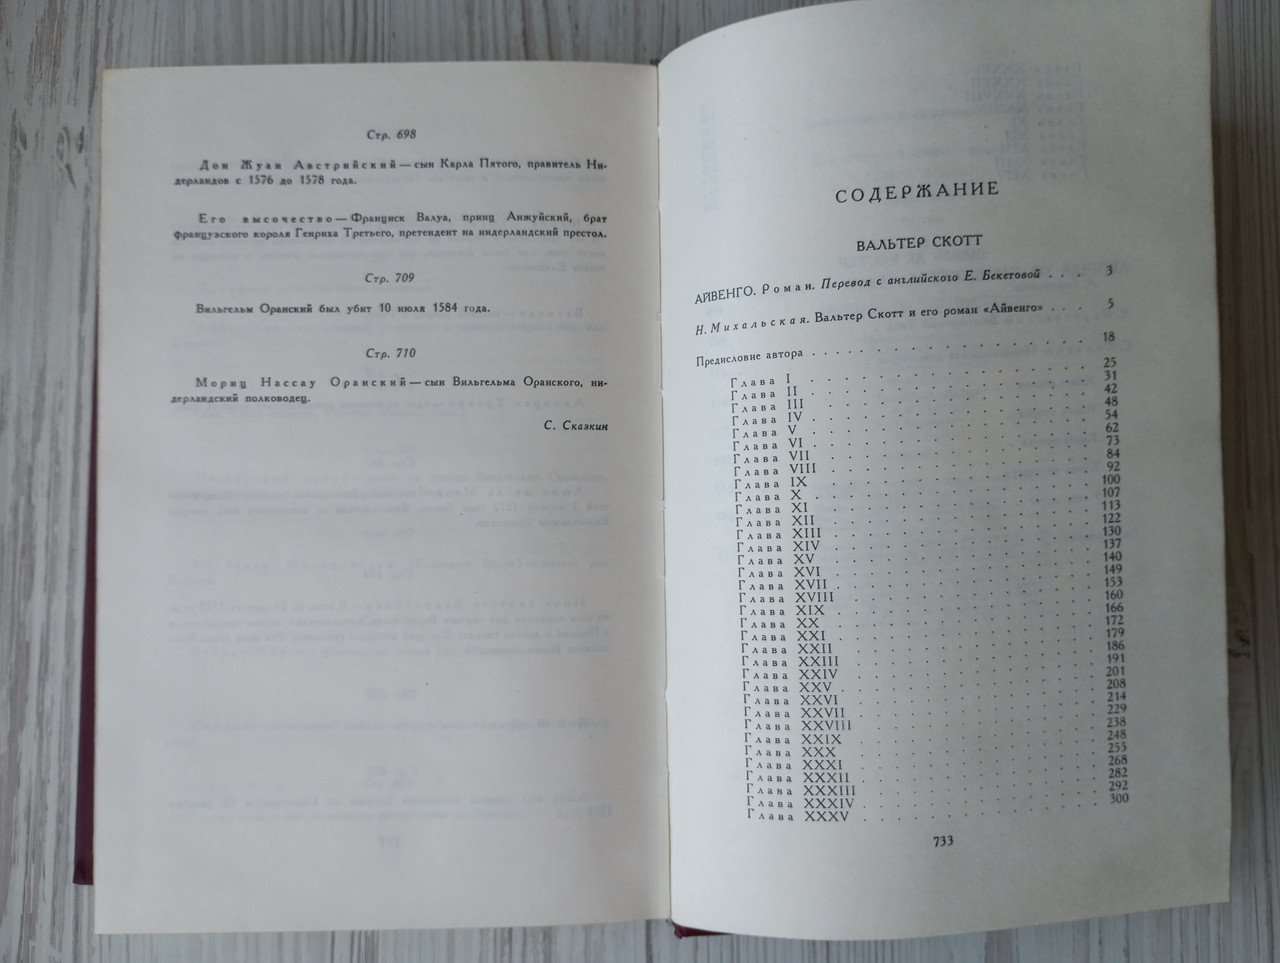 Стр. 698
Дон Жуан Австрийский — сын Карла Пятого, правитель Ни-
дерландов с 1576 до 1578 года.
Его высочество — Франциск Валуа, принц Анжуйский, брат
французского короля Генриха Третьего, претендент на нидерландский престол.
Стр. 709
Вильгельм Оранский был убит 10 июля 1584 года.
Стр. 710
Мориц Нассау Оранский — сын Вильгельма Оранского, ни-
дерландский полководец.
С. Сказкин
СОДЕРЖАНИЕ
ВАЛЬТЕР СКОТТ
АЙВЕНГО. Роман. Перевод с английского Е. Бекетовой . . . 3
Н. Михальская. Вальтер Скотт и его роман «Айвенго» . . . 5
Предисловие автора . . . 18
Глава I . . . 25
Глава II . . . 31
Глава III . . . 42
Глава IV . . . 48
Глава V . . . 54
Глава VI . . . 62
Глава VII . . . 73
Глава VIII . . . 84
Глава IX . . . 92
Глава X . . . 100
Глава XI . . . 107
Глава XII . . . 113
Глава XIII . . . 122
Глава XIV . . . 130
Глава XV . . . 137
Глава XVI . . . 140
Глава XVII . . . 149
Глава XVIII . . . 153
Глава XIX . . . 160
Глава XX . . . 166
Глава XXI . . . 172
Глава XXII . . . 179
Глава XXIII . . . 186
Глава XXIV . . . 191
Глава XXV . . . 201
Глава XXVI . . . 208
Глава XXVII . . . 214
Глава XXVIII . . . 229
Глава XXIX . . . 238
Глава XXX . . . 248
Глава XXXI . . . 255
Глава XXXII . . . 268
Глава XXXIII . . . 282
Глава XXXIV . . . 292
Глава XXXV . . . 300
733